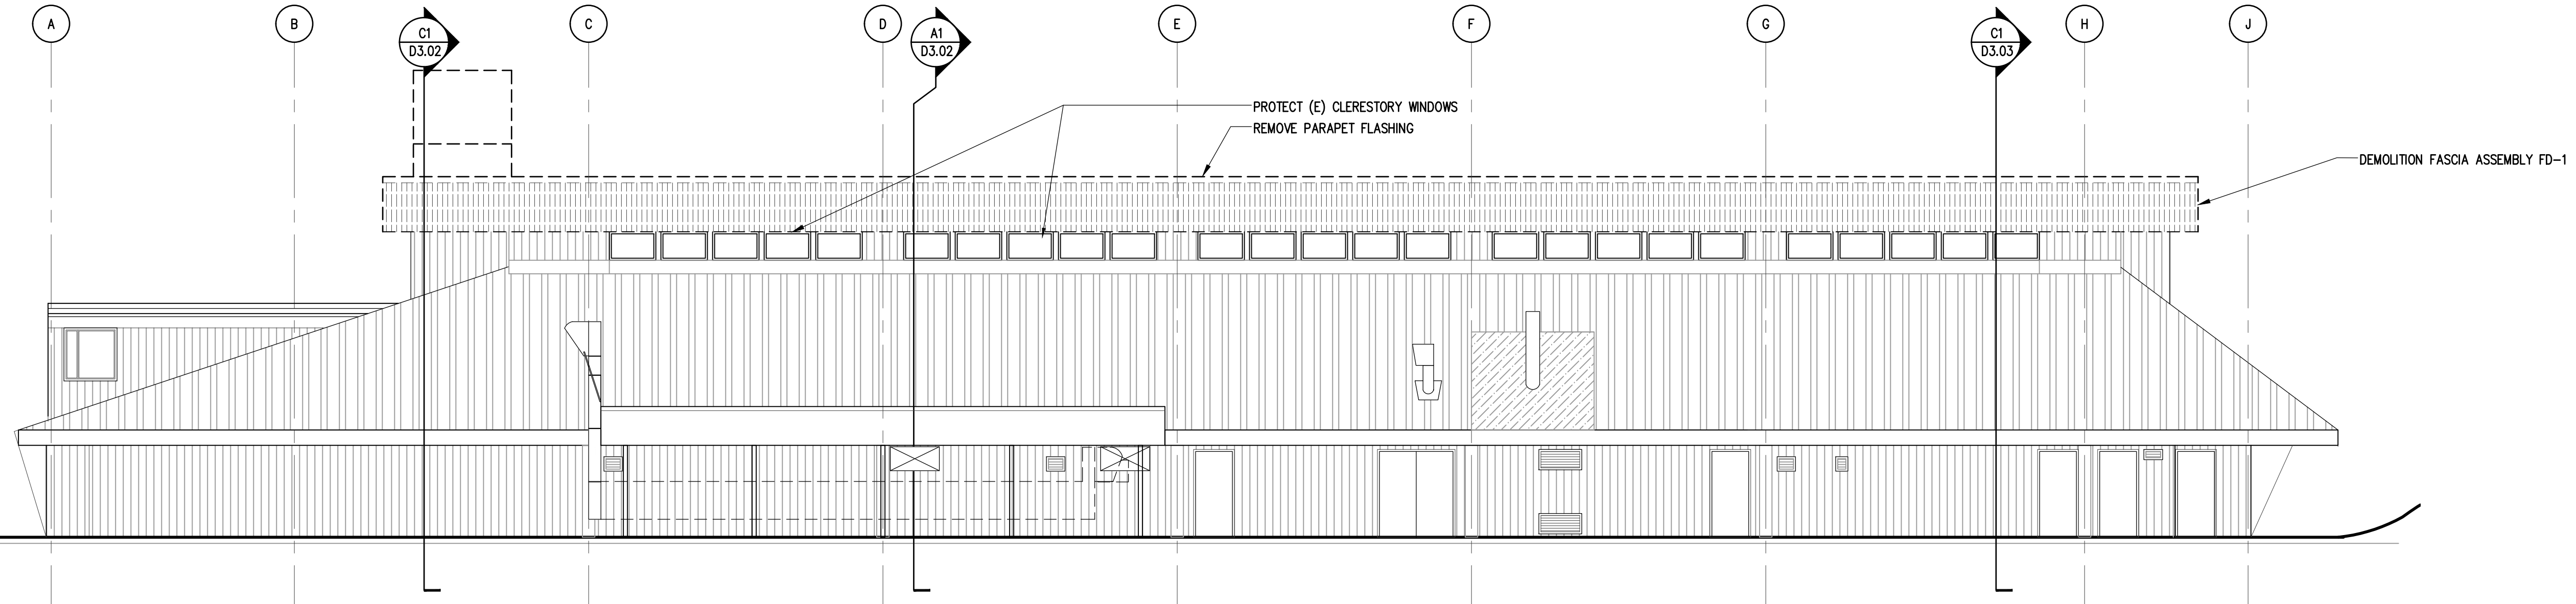 A
B
C1
D3.02
C
D
A1
D3.02
E
F
G
C1
D3.03
H
J
PROTECT (E) CLERESTORY WINDOWS
REMOVE PARAPET FLASHING
DEMOLITION FASCIA ASSEMBLY FD-1